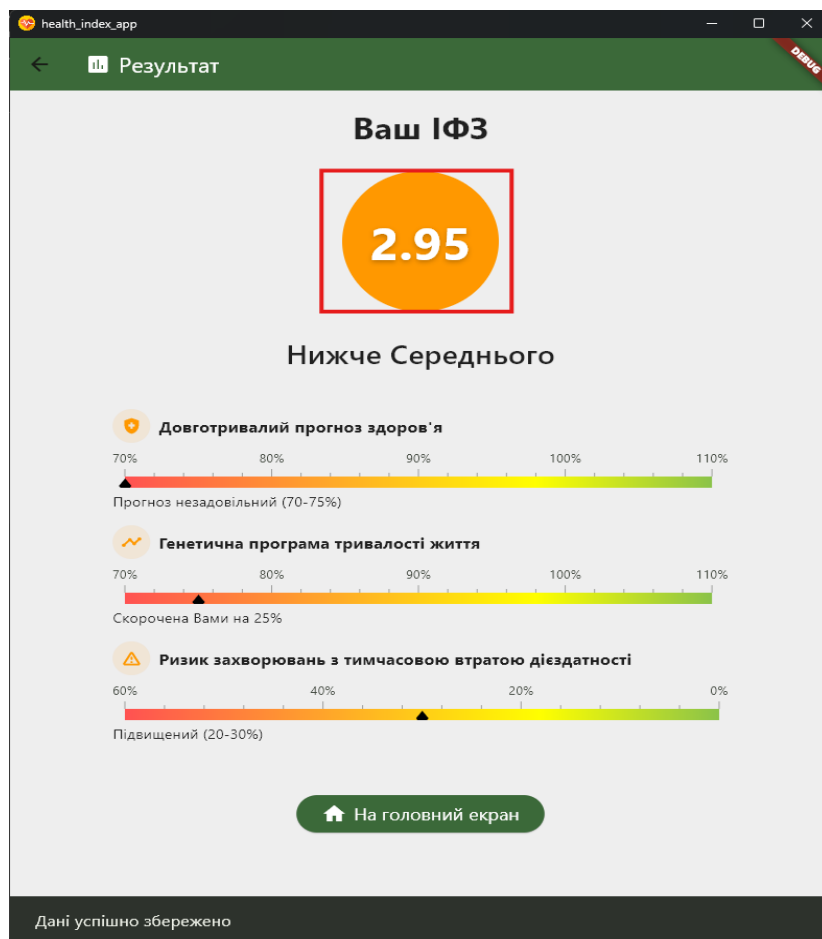 health_index_app
DEBUG
Результат
Ваш ІФЗ
2.95
Нижче Середнього
Довготривалий прогноз здоров'я
70% 80% 90% 100% 110%
Прогноз незадовільний (70-75%)
Генетична програма тривалості життя
70% 80% 90% 100% 110%
Скорочена Вами на 25%
Ризик захворювань з тимчасовою втратою дієздатності
60% 40% 20% 0%
Підвищений (20-30%)
На головний екран
Дані успішно збережено